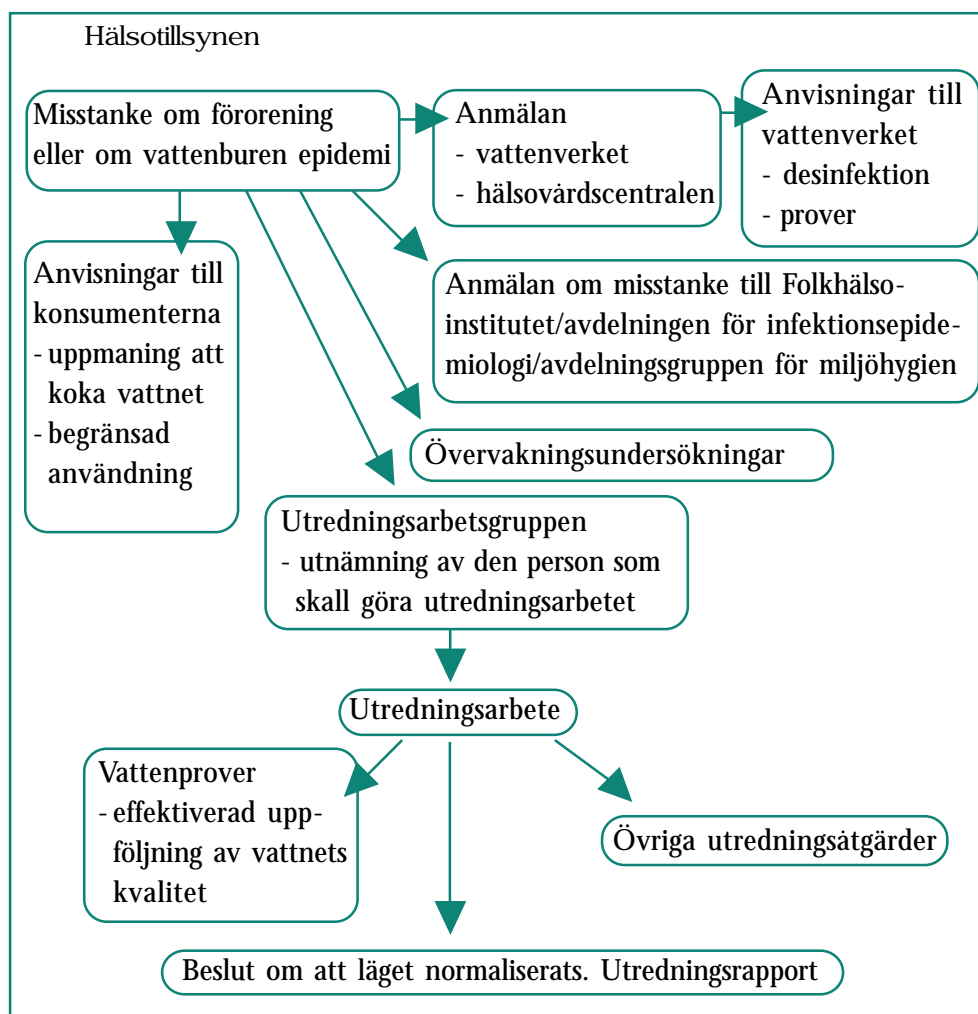 Hälsotillsynen
Misstanke om förorening
eller om vattenburen epidemi
Anmälan
- vattenverket
- hälsovårdscentralen
Anvisningar till
vattenverket
- desinfektion
- prover
Anvisningar till
konsumenterna
- uppmaning att
koka vattnet
- begränsad
användning
Anmälan om misstanke till Folkhälso-
institutet/avdelningen för infektionsepide-
miologi/avdelningsgruppen för miljöhygien
Övervakningsundersökningar
Utredningsarbetsgruppen
- utnämning av den person som
skall göra utredningsarbetet
Utredningsarbete
Vattenprover
- effektiverad upp-
följning av vattnets
kvalitet
Övriga utredningsåtgärder
Beslut om att läget normaliserats. Utredningsrapport